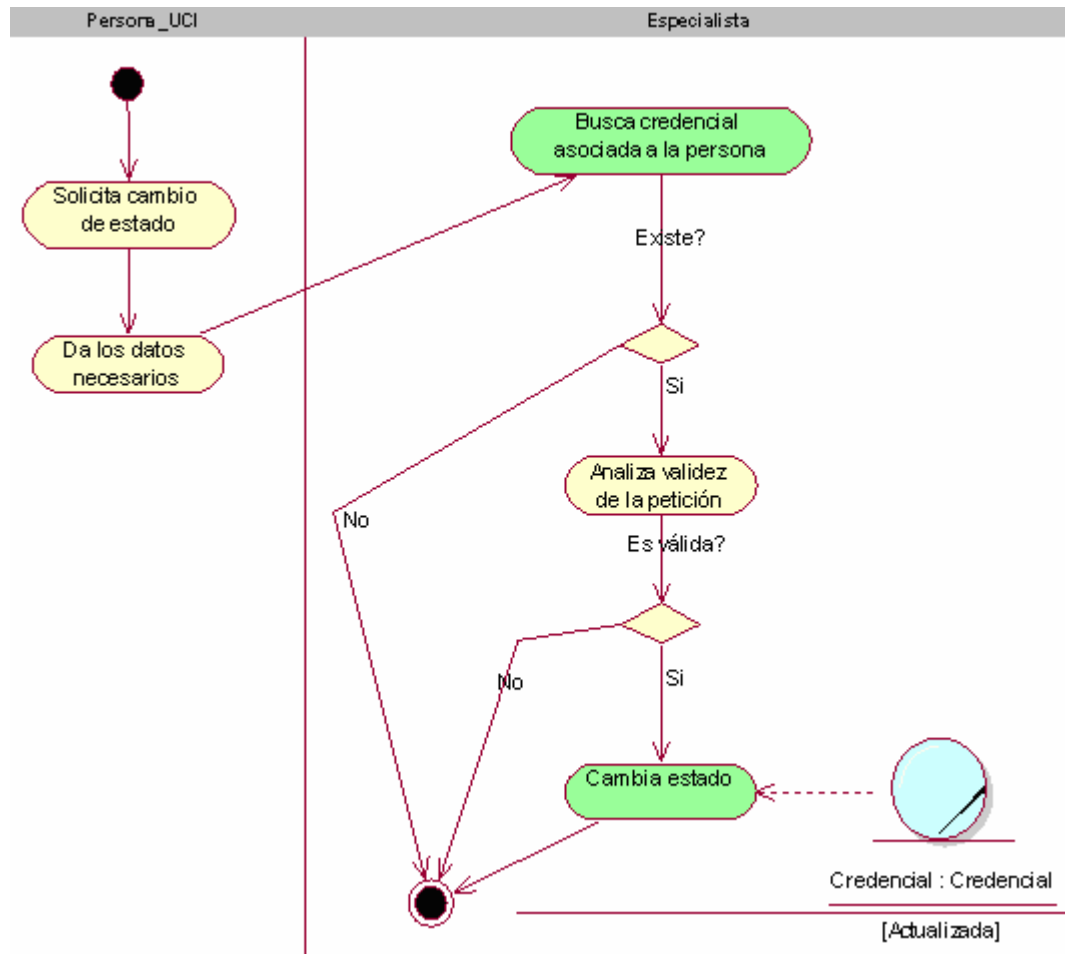 Persona_UCI
Especialista
Solicita cambio
de estado
Da los datos
necesarios
Busca credencial
asociada a la persona
Existe?
Si
No
Analiza validez
de la petición
Es válida?
No
Si
Cambia estado
Credencial : Credencial
[Actualizada]